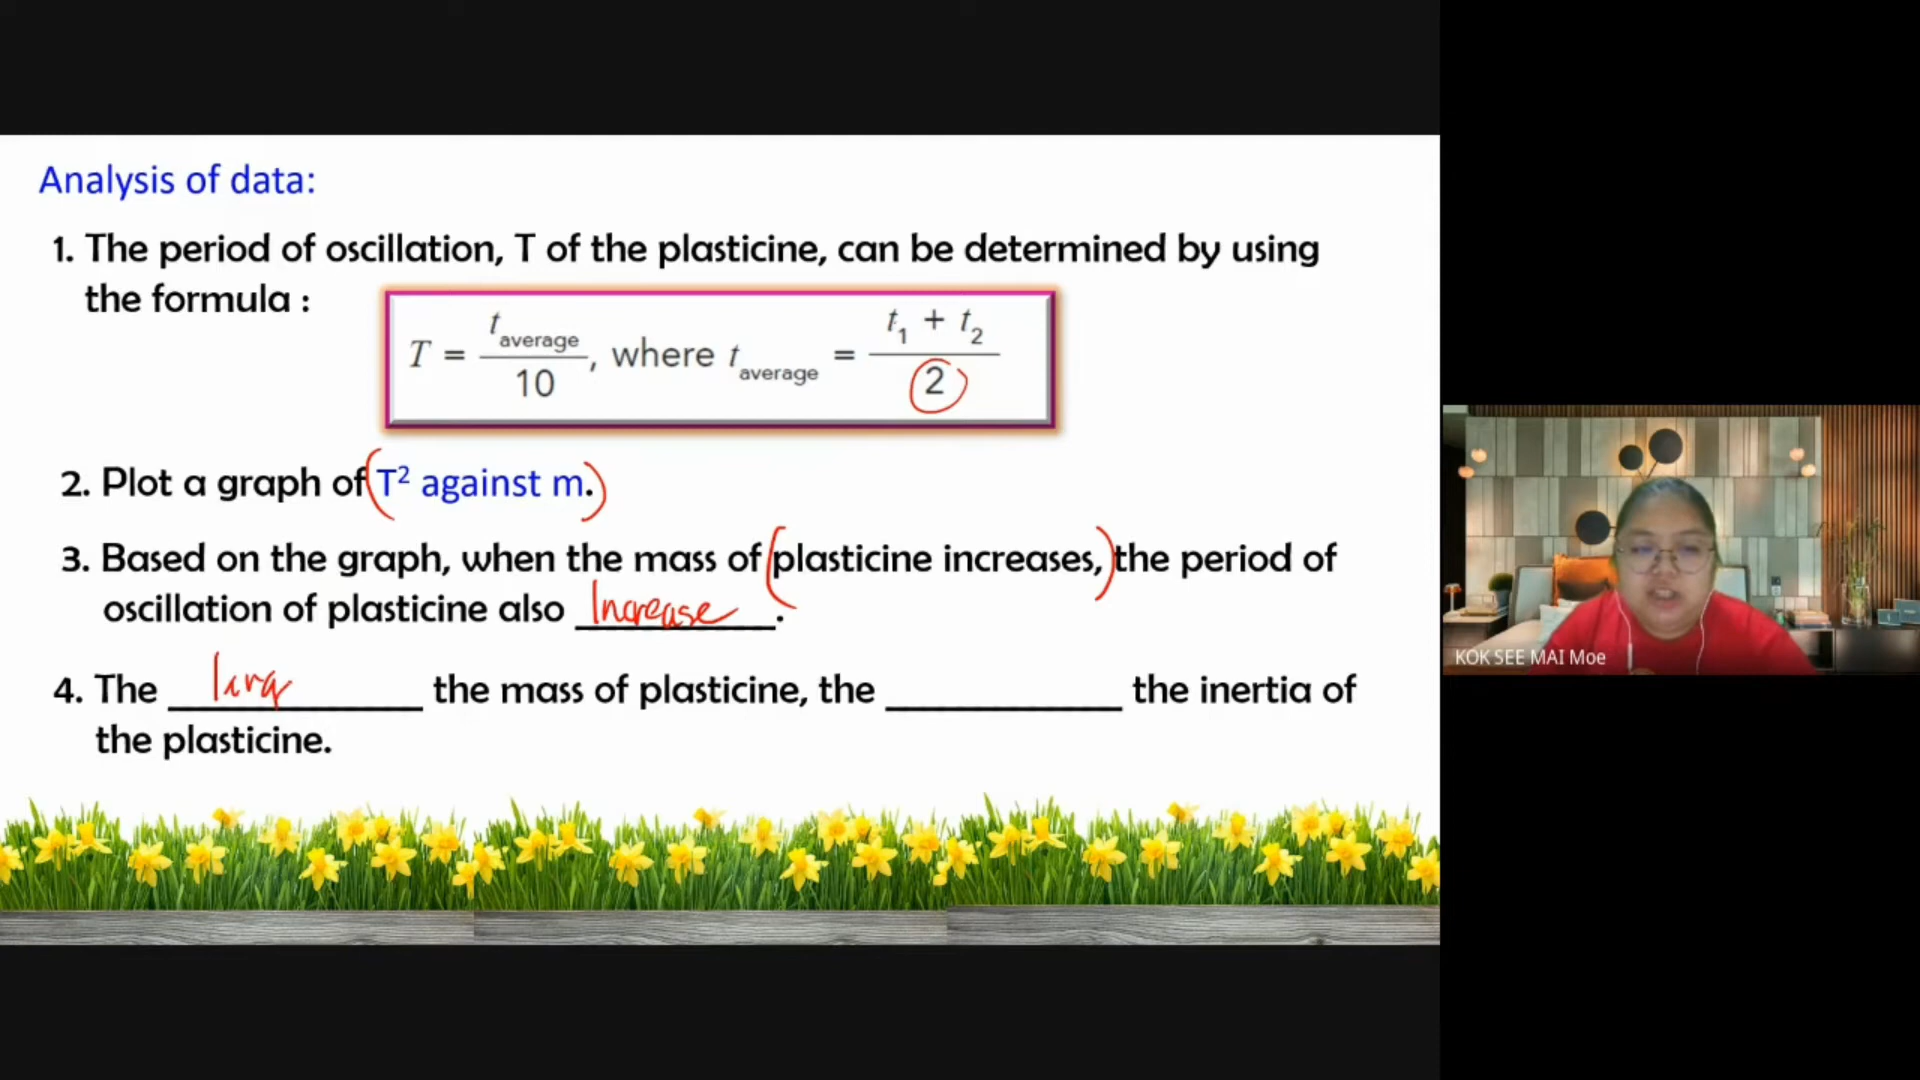 Analysis of data:
1. The period of oscillation, T of the plasticine, can be determined by using
the formula :
T = t average / 10, where t average = t1 + t2 / 2
2. Plot a graph of T² against m.
3. Based on the graph, when the mass of plasticine increases, the period of
oscillation of plasticine also Increase.
4. The larg the mass of plasticine, the ____________ the inertia of
the plasticine.
KOK SEE MAI Moe